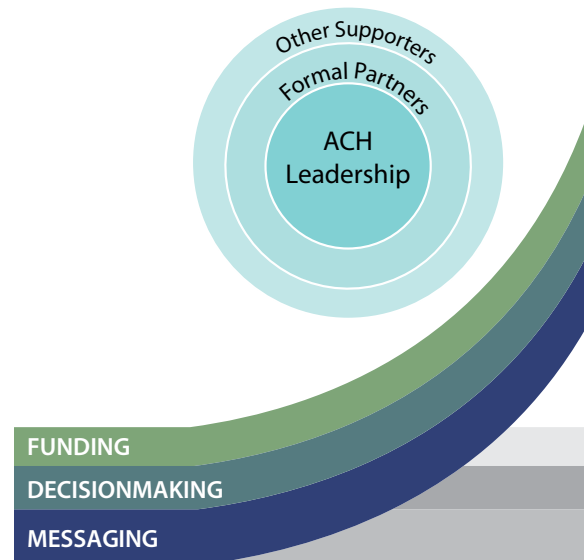 Other Supporters
Formal Partners
ACH
Leadership
FUNDING
DECISIONMAKING
MESSAGING